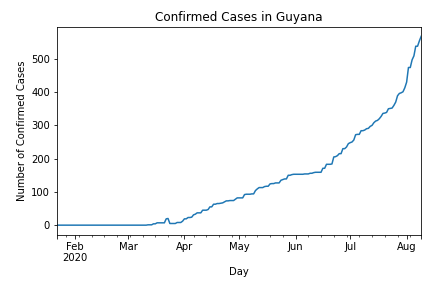 Confirmed Cases in Guyana
Number of Confirmed Cases
500
400
300
200
100
0
Feb Mar Apr May Jun Jul Aug
2020
Day